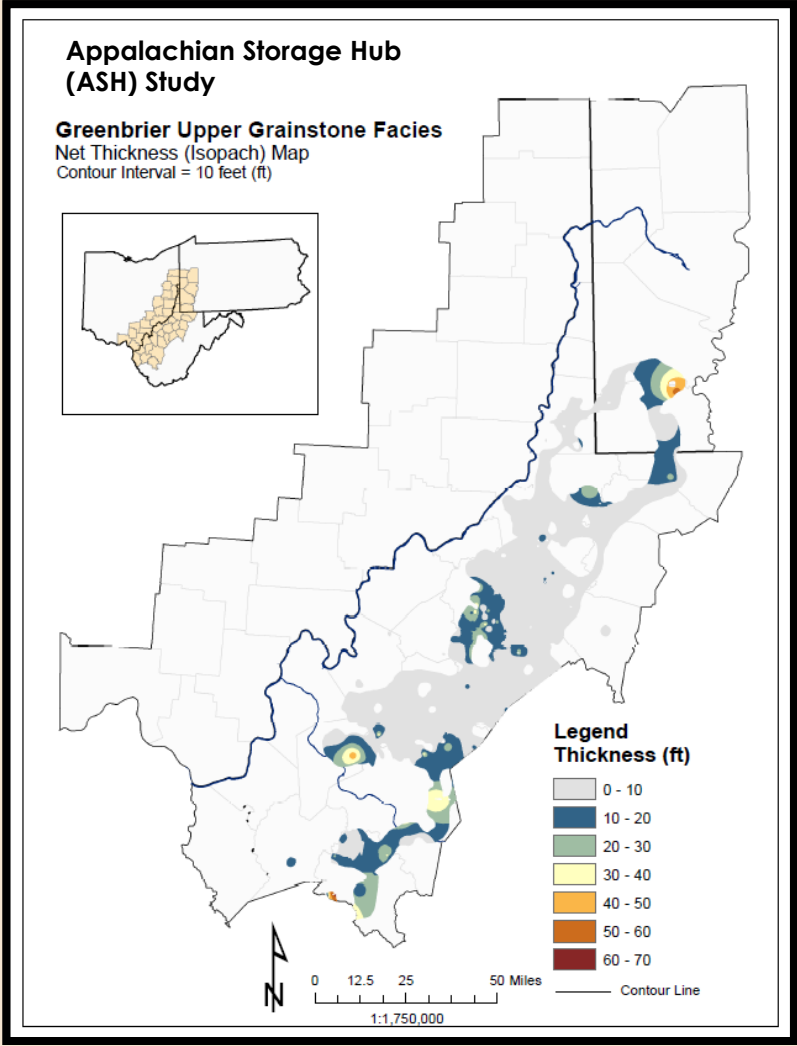 Appalachian Storage Hub
(ASH) Study
Greenbrier Upper Grainstone Facies
Net Thickness (Isopach) Map
Contour Interval = 10 feet (ft)
Legend
Thickness (ft)
0 - 10
10 - 20
20 - 30
30 - 40
40 - 50
50 - 60
60 - 70
Contour Line
N
0 12.5 25 50 Miles
1:1,750,000